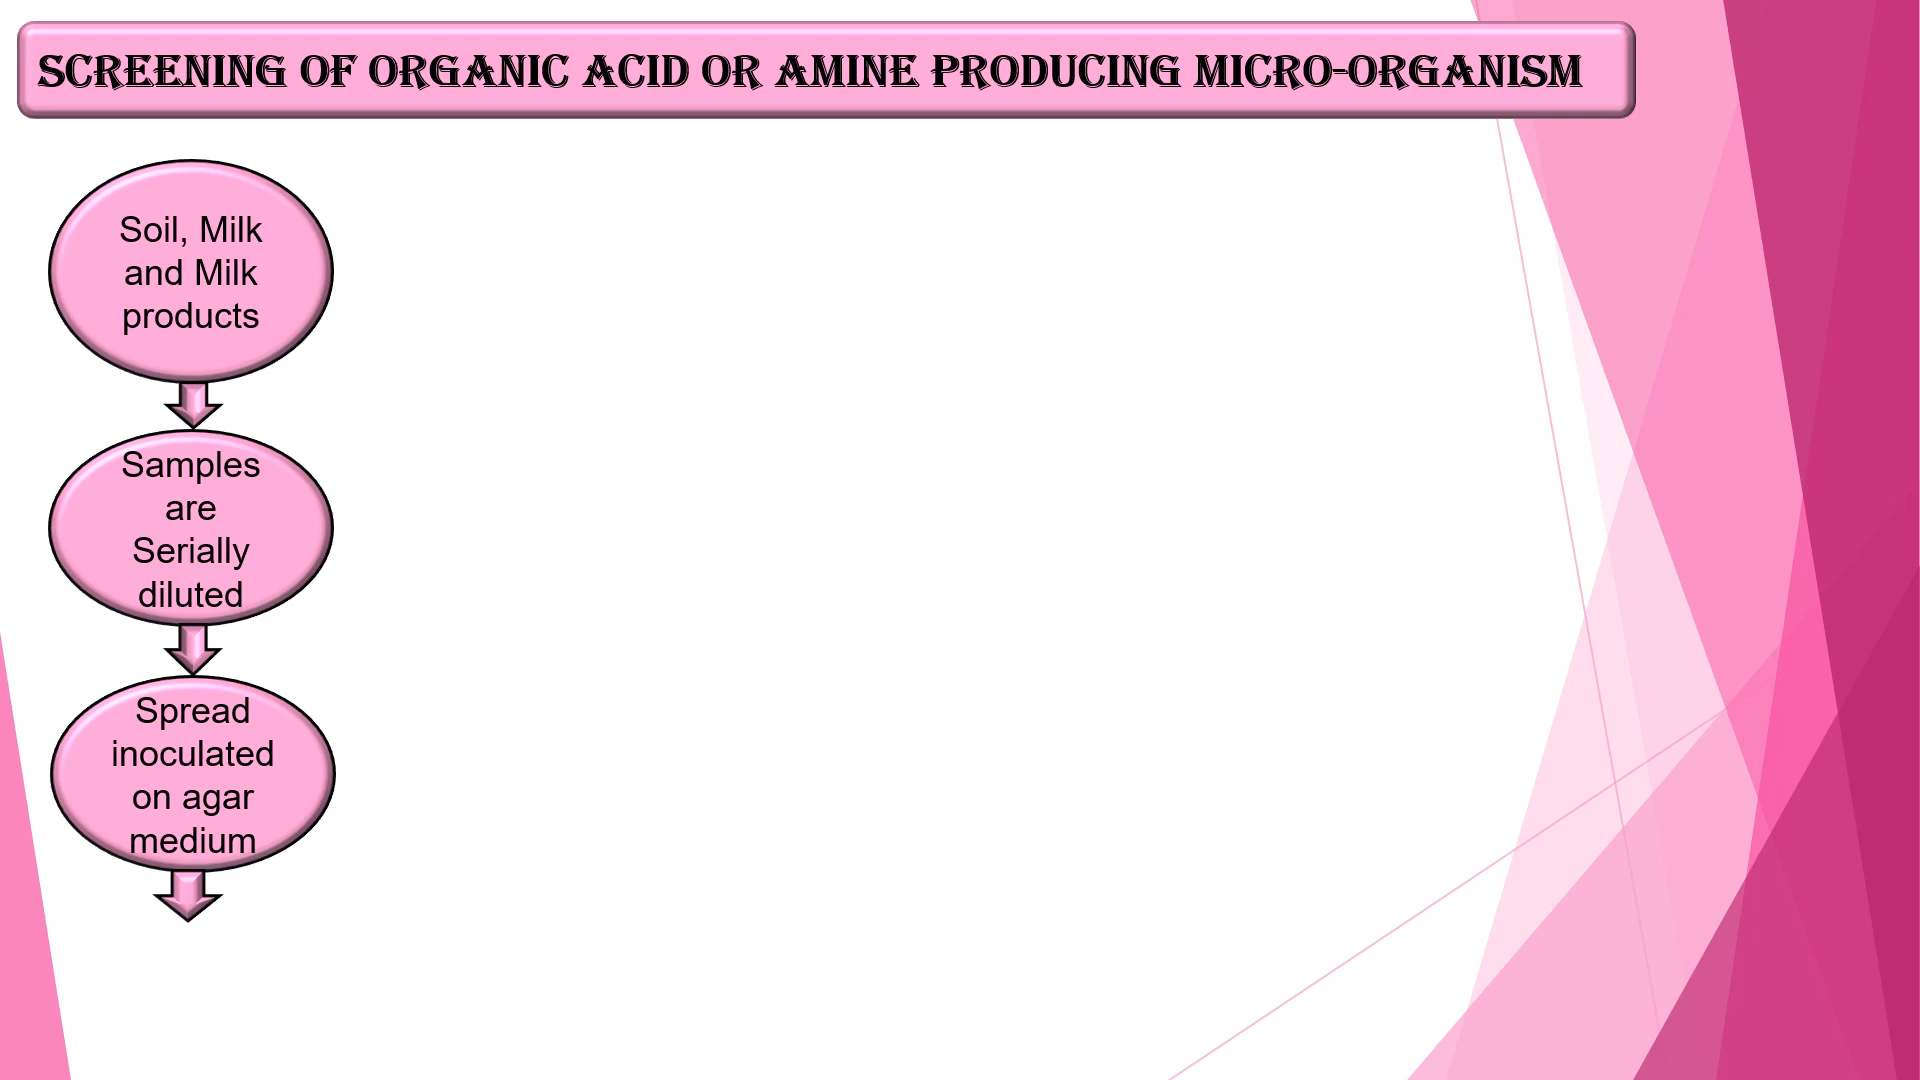 SCREENING OF ORGANIC ACID OR AMINE PRODUCING MICRO-ORGANISM
Soil, Milk
and Milk
products
Samples
are
Serially
diluted
Spread
inoculated
on agar
medium